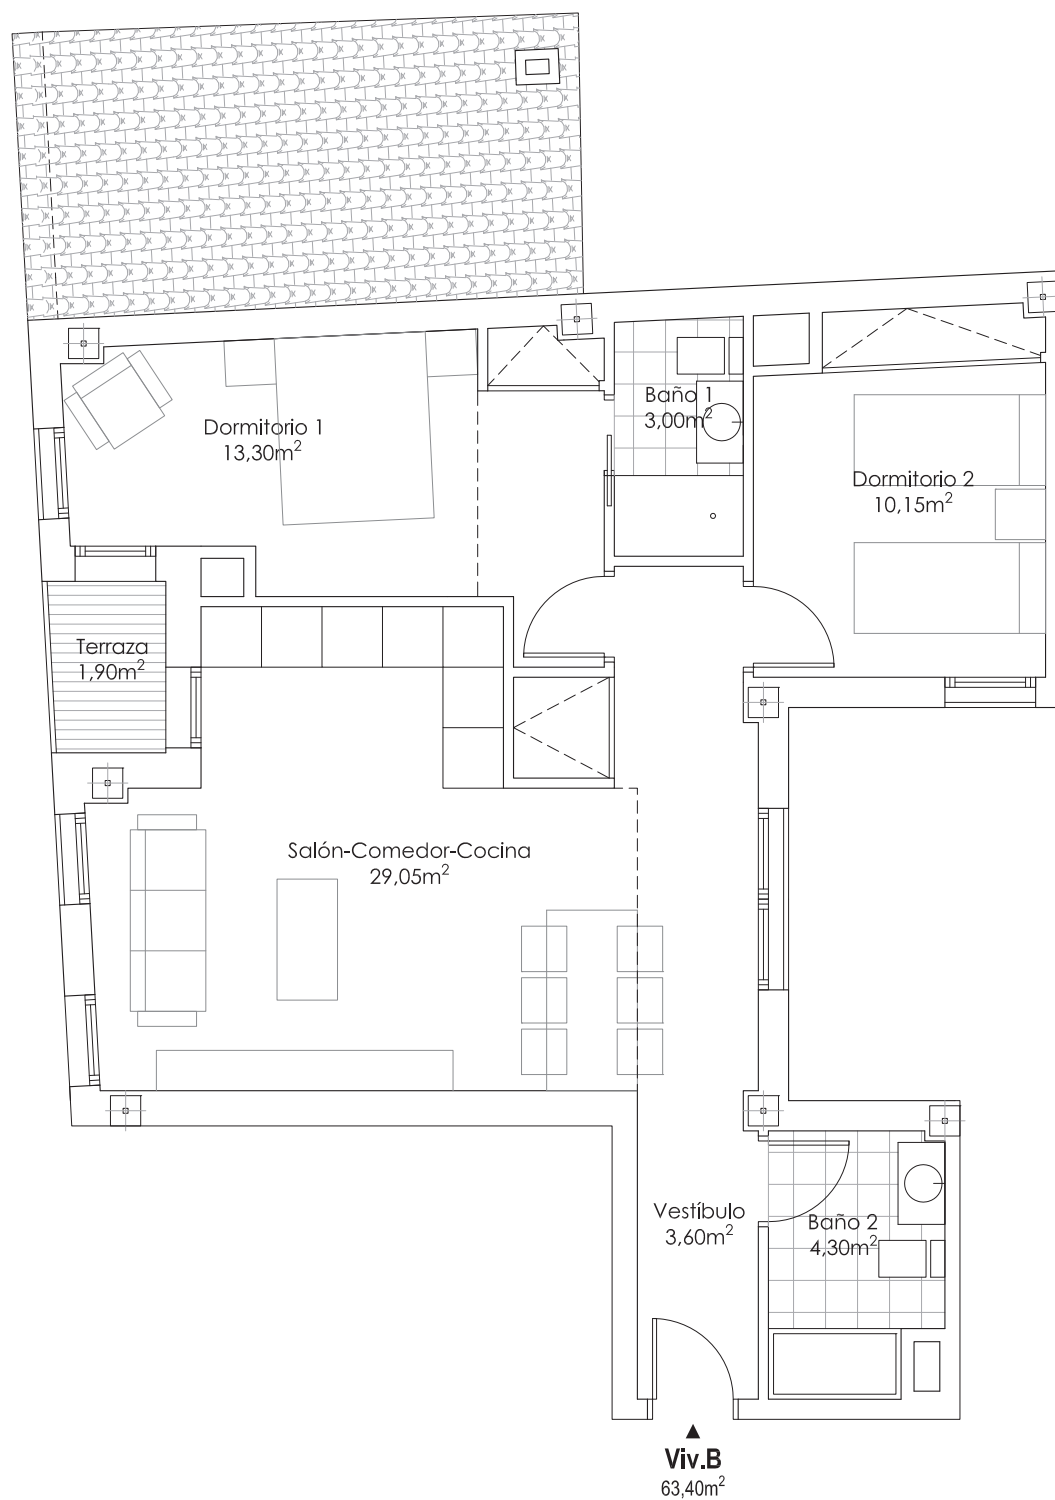 Baño 1
3,00m²
Dormitorio 1
13,30m²
Dormitorio 2
10,15m²
Terraza
1,90m²
Salón-Comedor-Cocina
29,05m²
Vestíbulo
3,60m²
Baño 2
4,30m²
Viv.B
63,40m²